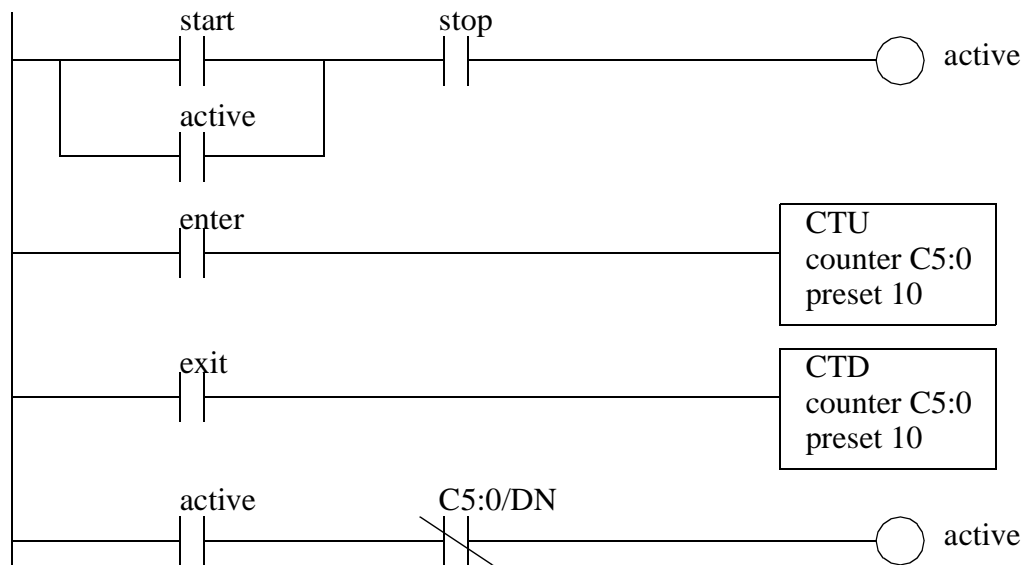 start
stop
active
active
enter
CTU
counter C5:0
preset 10
exit
CTD
counter C5:0
preset 10
active
C5:0/DN
active